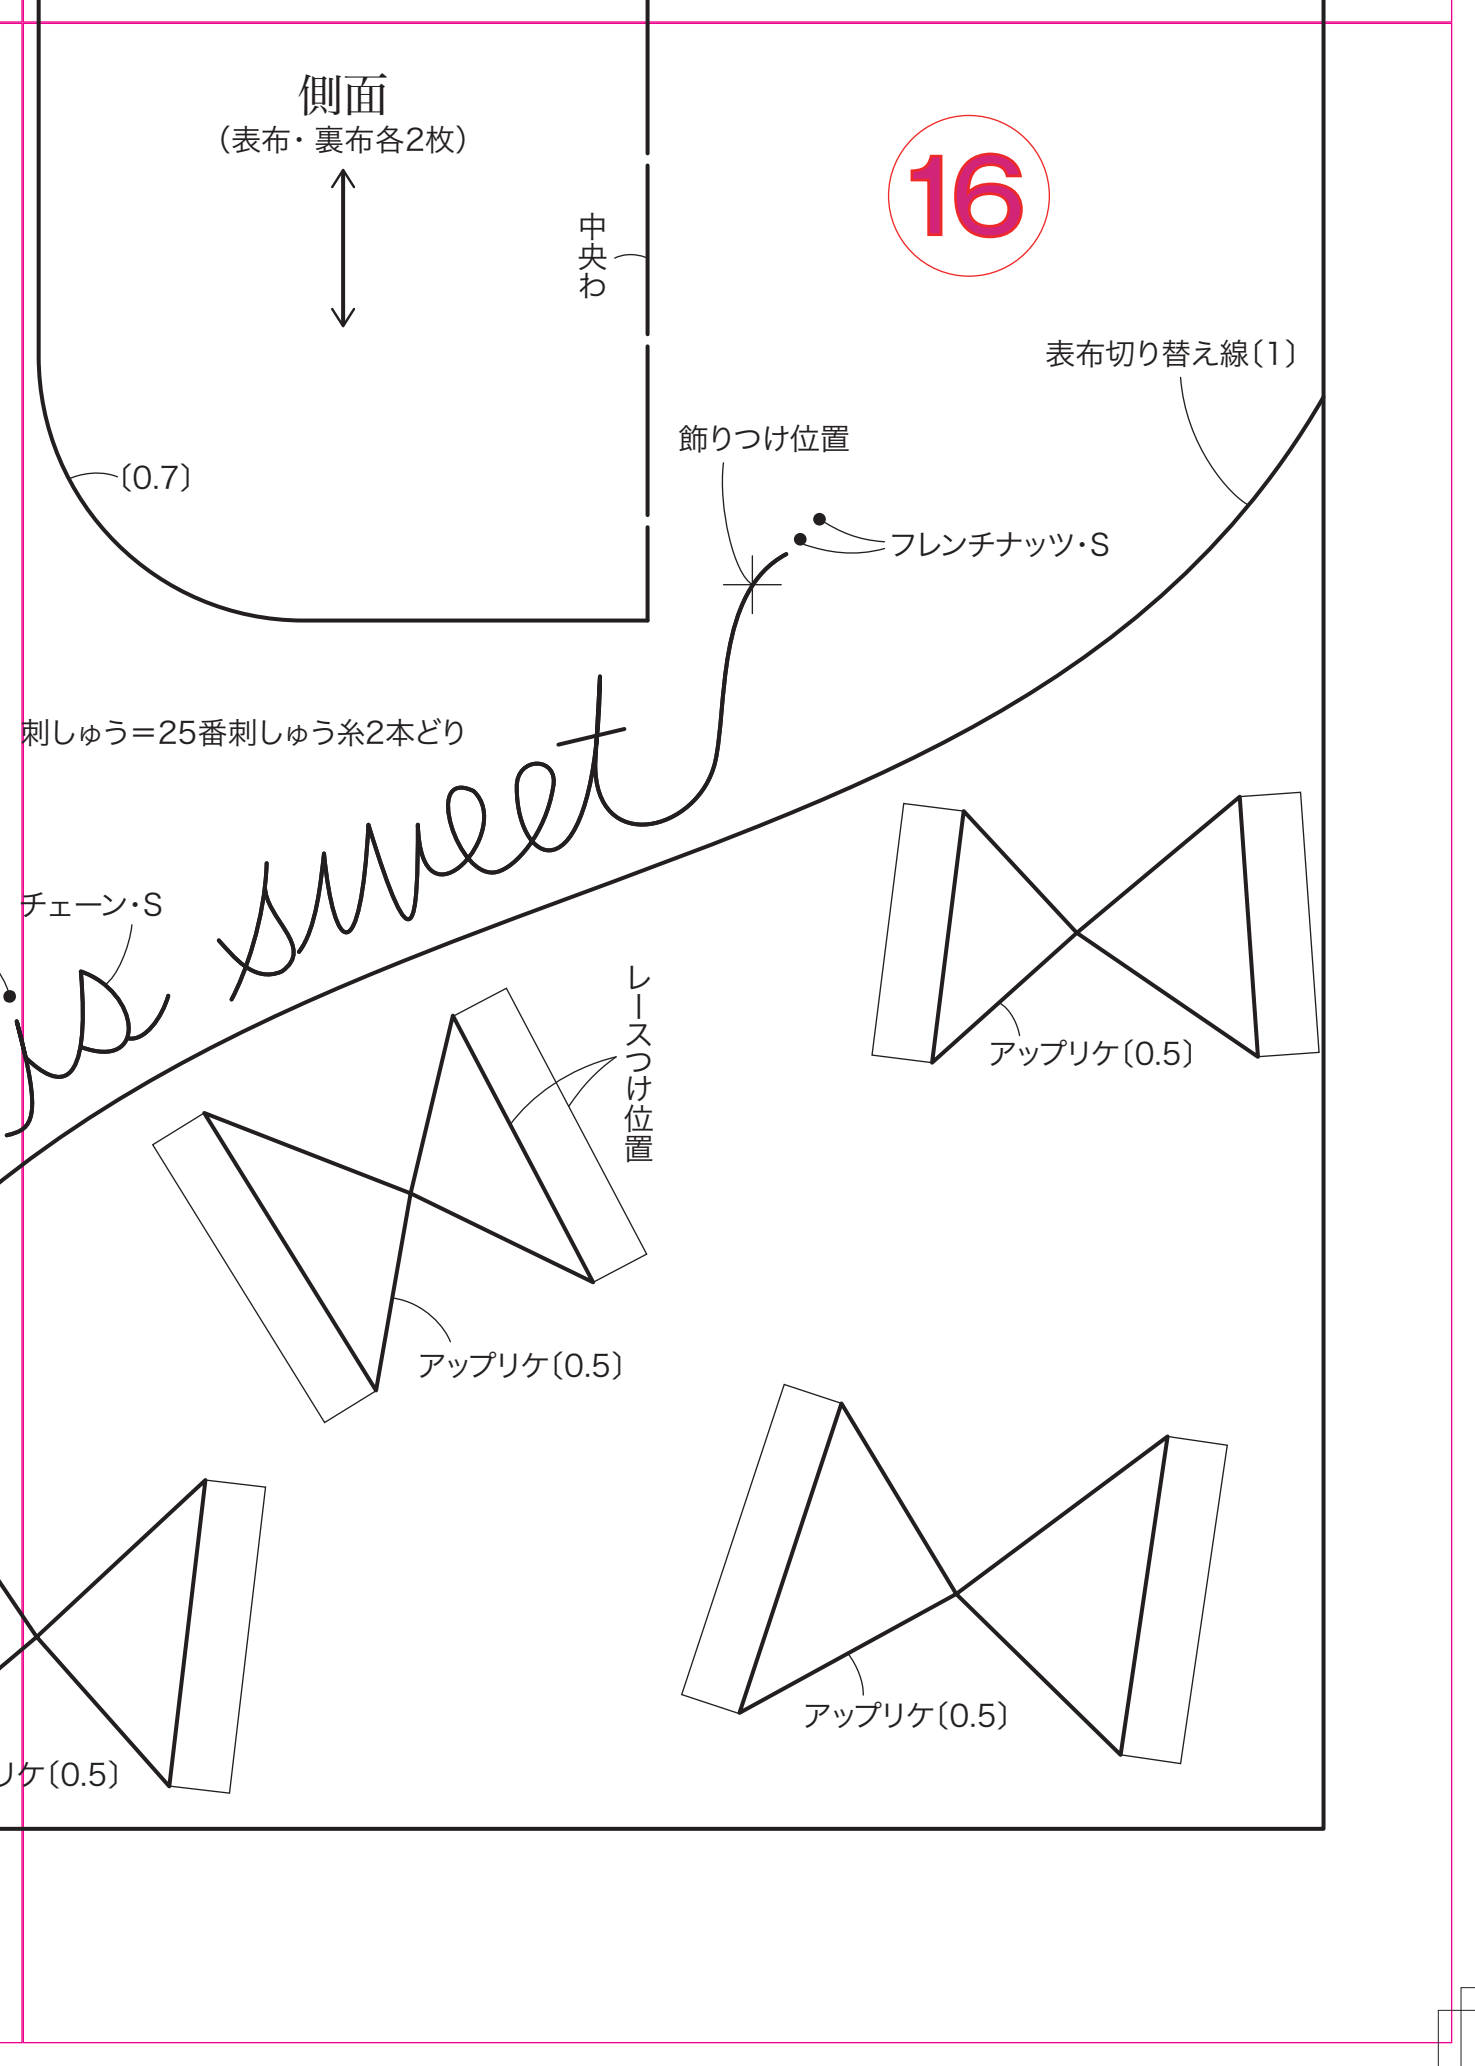 側面
（表布・裏布各2枚）
中央わ
16
表布切り替え線〔1〕
飾りつけ位置
〔0.7〕
フレンチナッツ・S
刺しゅう＝25番刺しゅう糸2本どり
チェーン・S
is sweet
レースつけ位置
アップリケ〔0.5〕
アップリケ〔0.5〕
アップリケ〔0.5〕
リケ〔0.5〕